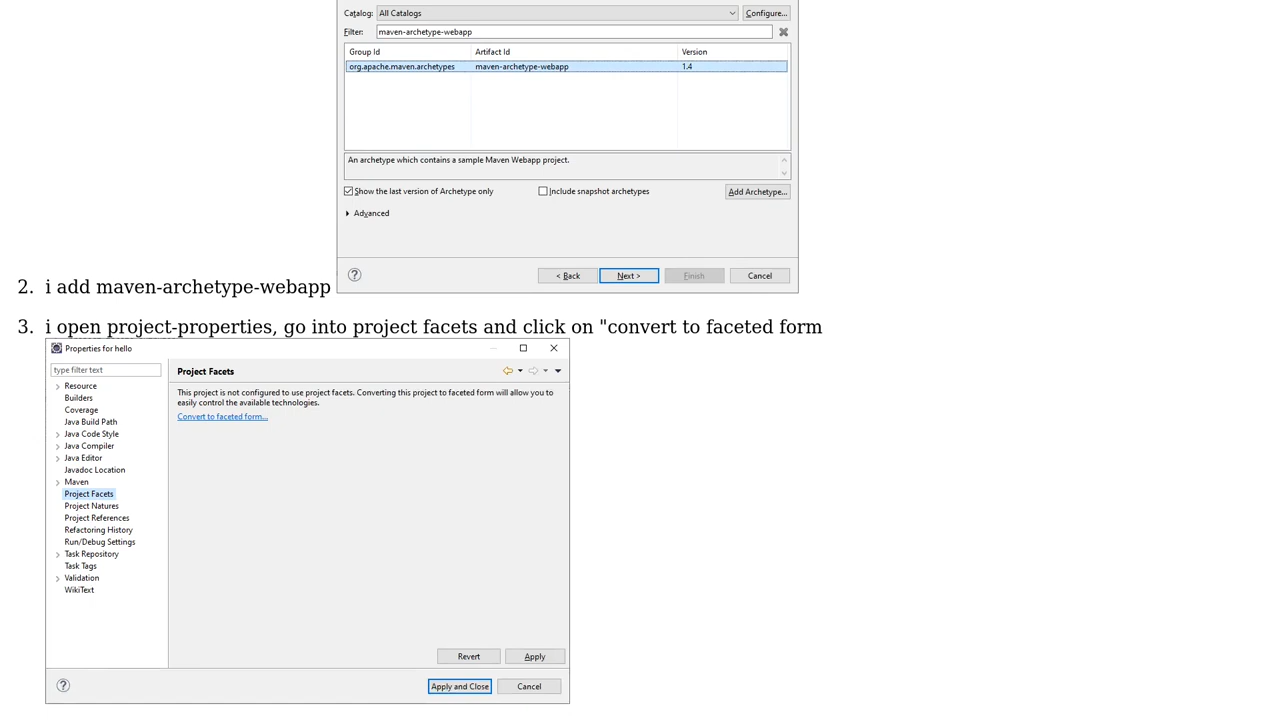 Catalog: All Catalogs Configure...
Filter: maven-archetype-webapp
Group Id Artifact Id Version
org.apache.maven.archetypes maven-archetype-webapp 1.4
An archetype which contains a sample Maven Webapp project.
Show the last version of Archetype only Include snapshot archetypes Add Archetype...
Advanced
< Back Next > Finish Cancel
2. i add maven-archetype-webapp
3. i open project-properties, go into project facets and click on "convert to faceted form
Properties for hello
type filter text
Resource
Builders
Coverage
Java Build Path
Java Code Style
Java Compiler
Java Editor
Javadoc Location
Maven
Project Facets
Project Natures
Project References
Refactoring History
Run/Debug Settings
Task Repository
Task Tags
Validation
WikiText
Project Facets
This project is not configured to use project facets. Converting this project to faceted form will allow you to
easily control the available technologies.
Convert to faceted form...
Revert Apply
Apply and Close Cancel